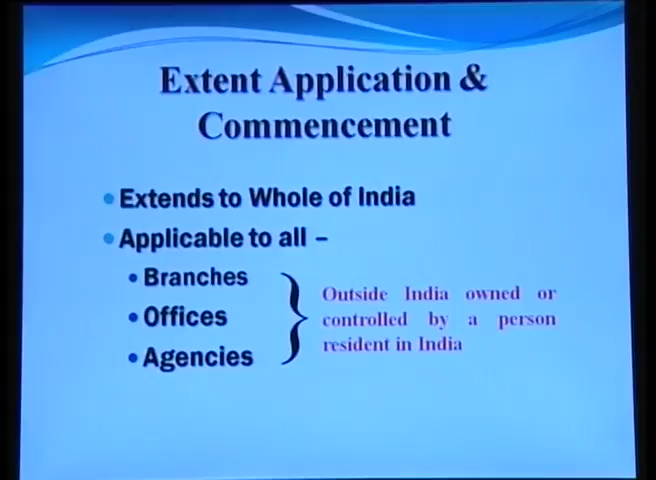 Extent Application &
Commencement
Extends to Whole of India
Applicable to all –
Branches
Offices
Agencies
Outside India owned or
controlled by a person
resident in India